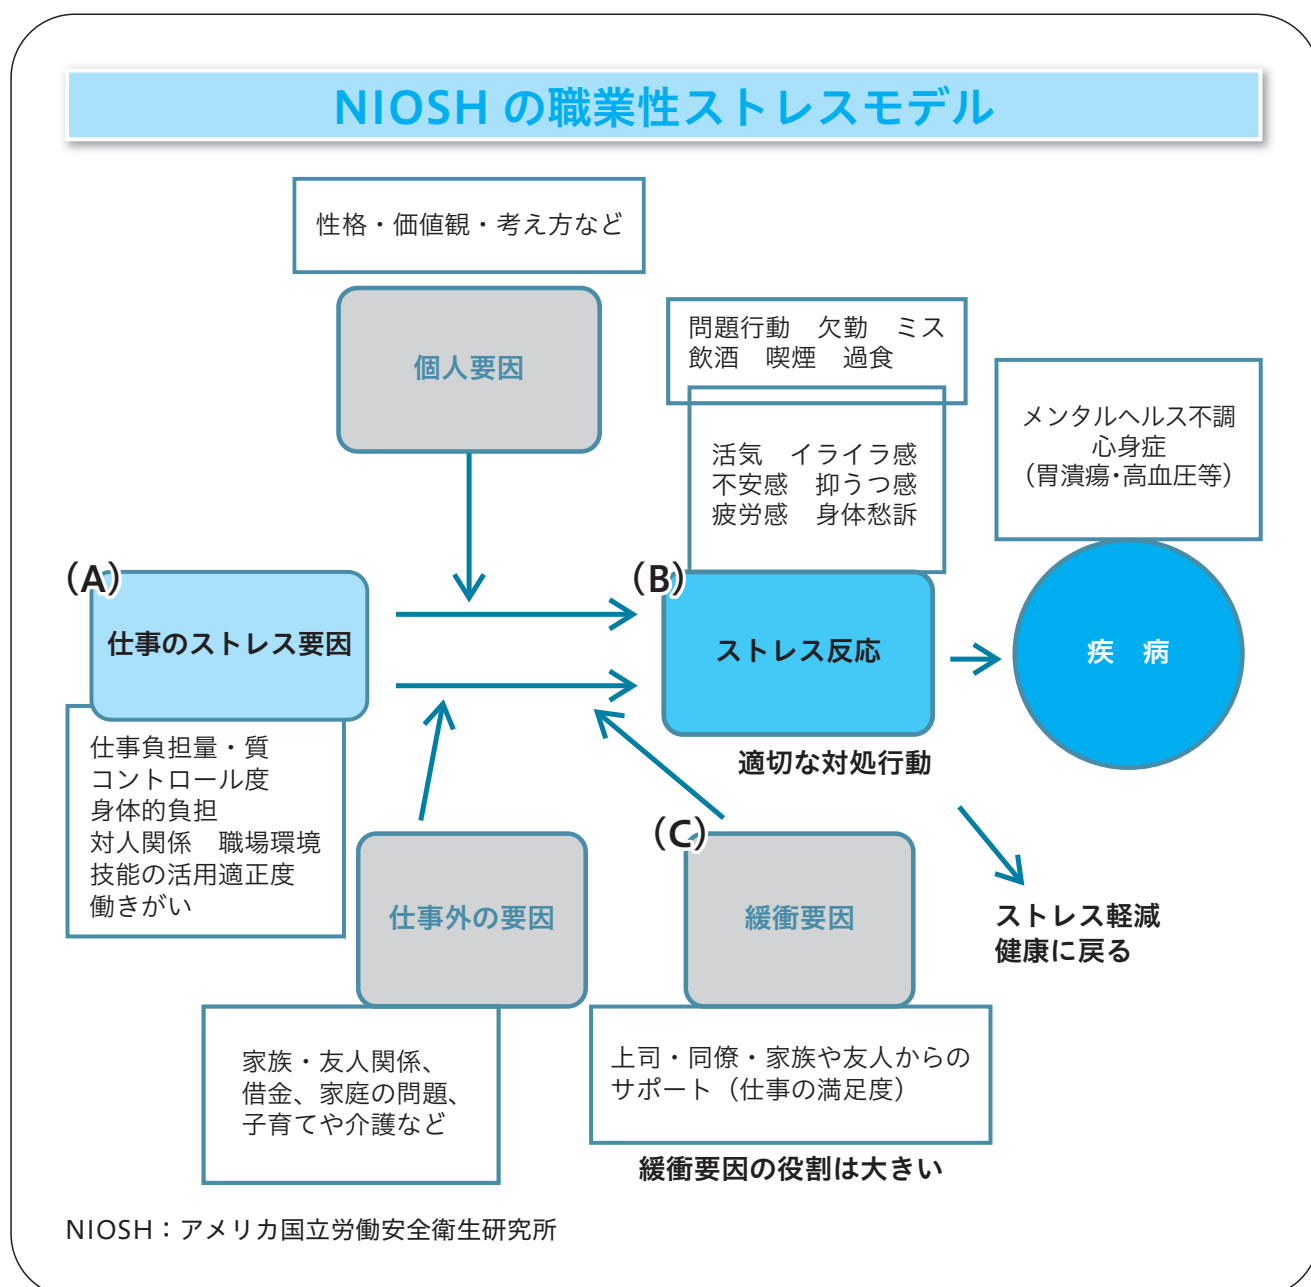 NIOSH の職業性ストレスモデル
性格・価値観・考え方など
個人要因
問題行動　欠勤　ミス
飲酒　喫煙　過食
活気　イライラ感
不安感　抑うつ感
疲労感　身体愁訴
メンタルヘルス不調
心身症
（胃潰瘍・高血圧等）
（A）
仕事のストレス要因
（B）
ストレス反応
疾　病
仕事負担量・質
コントロール度
身体的負担
対人関係　職場環境
技能の活用適正度
働きがい
適切な対処行動
仕事外の要因
（C）
緩衝要因
ストレス軽減
健康に戻る
家族・友人関係、
借金、家庭の問題、
子育てや介護など
上司・同僚・家族や友人からの
サポート（仕事の満足度）
緩衝要因の役割は大きい
NIOSH：アメリカ国立労働安全衛生研究所